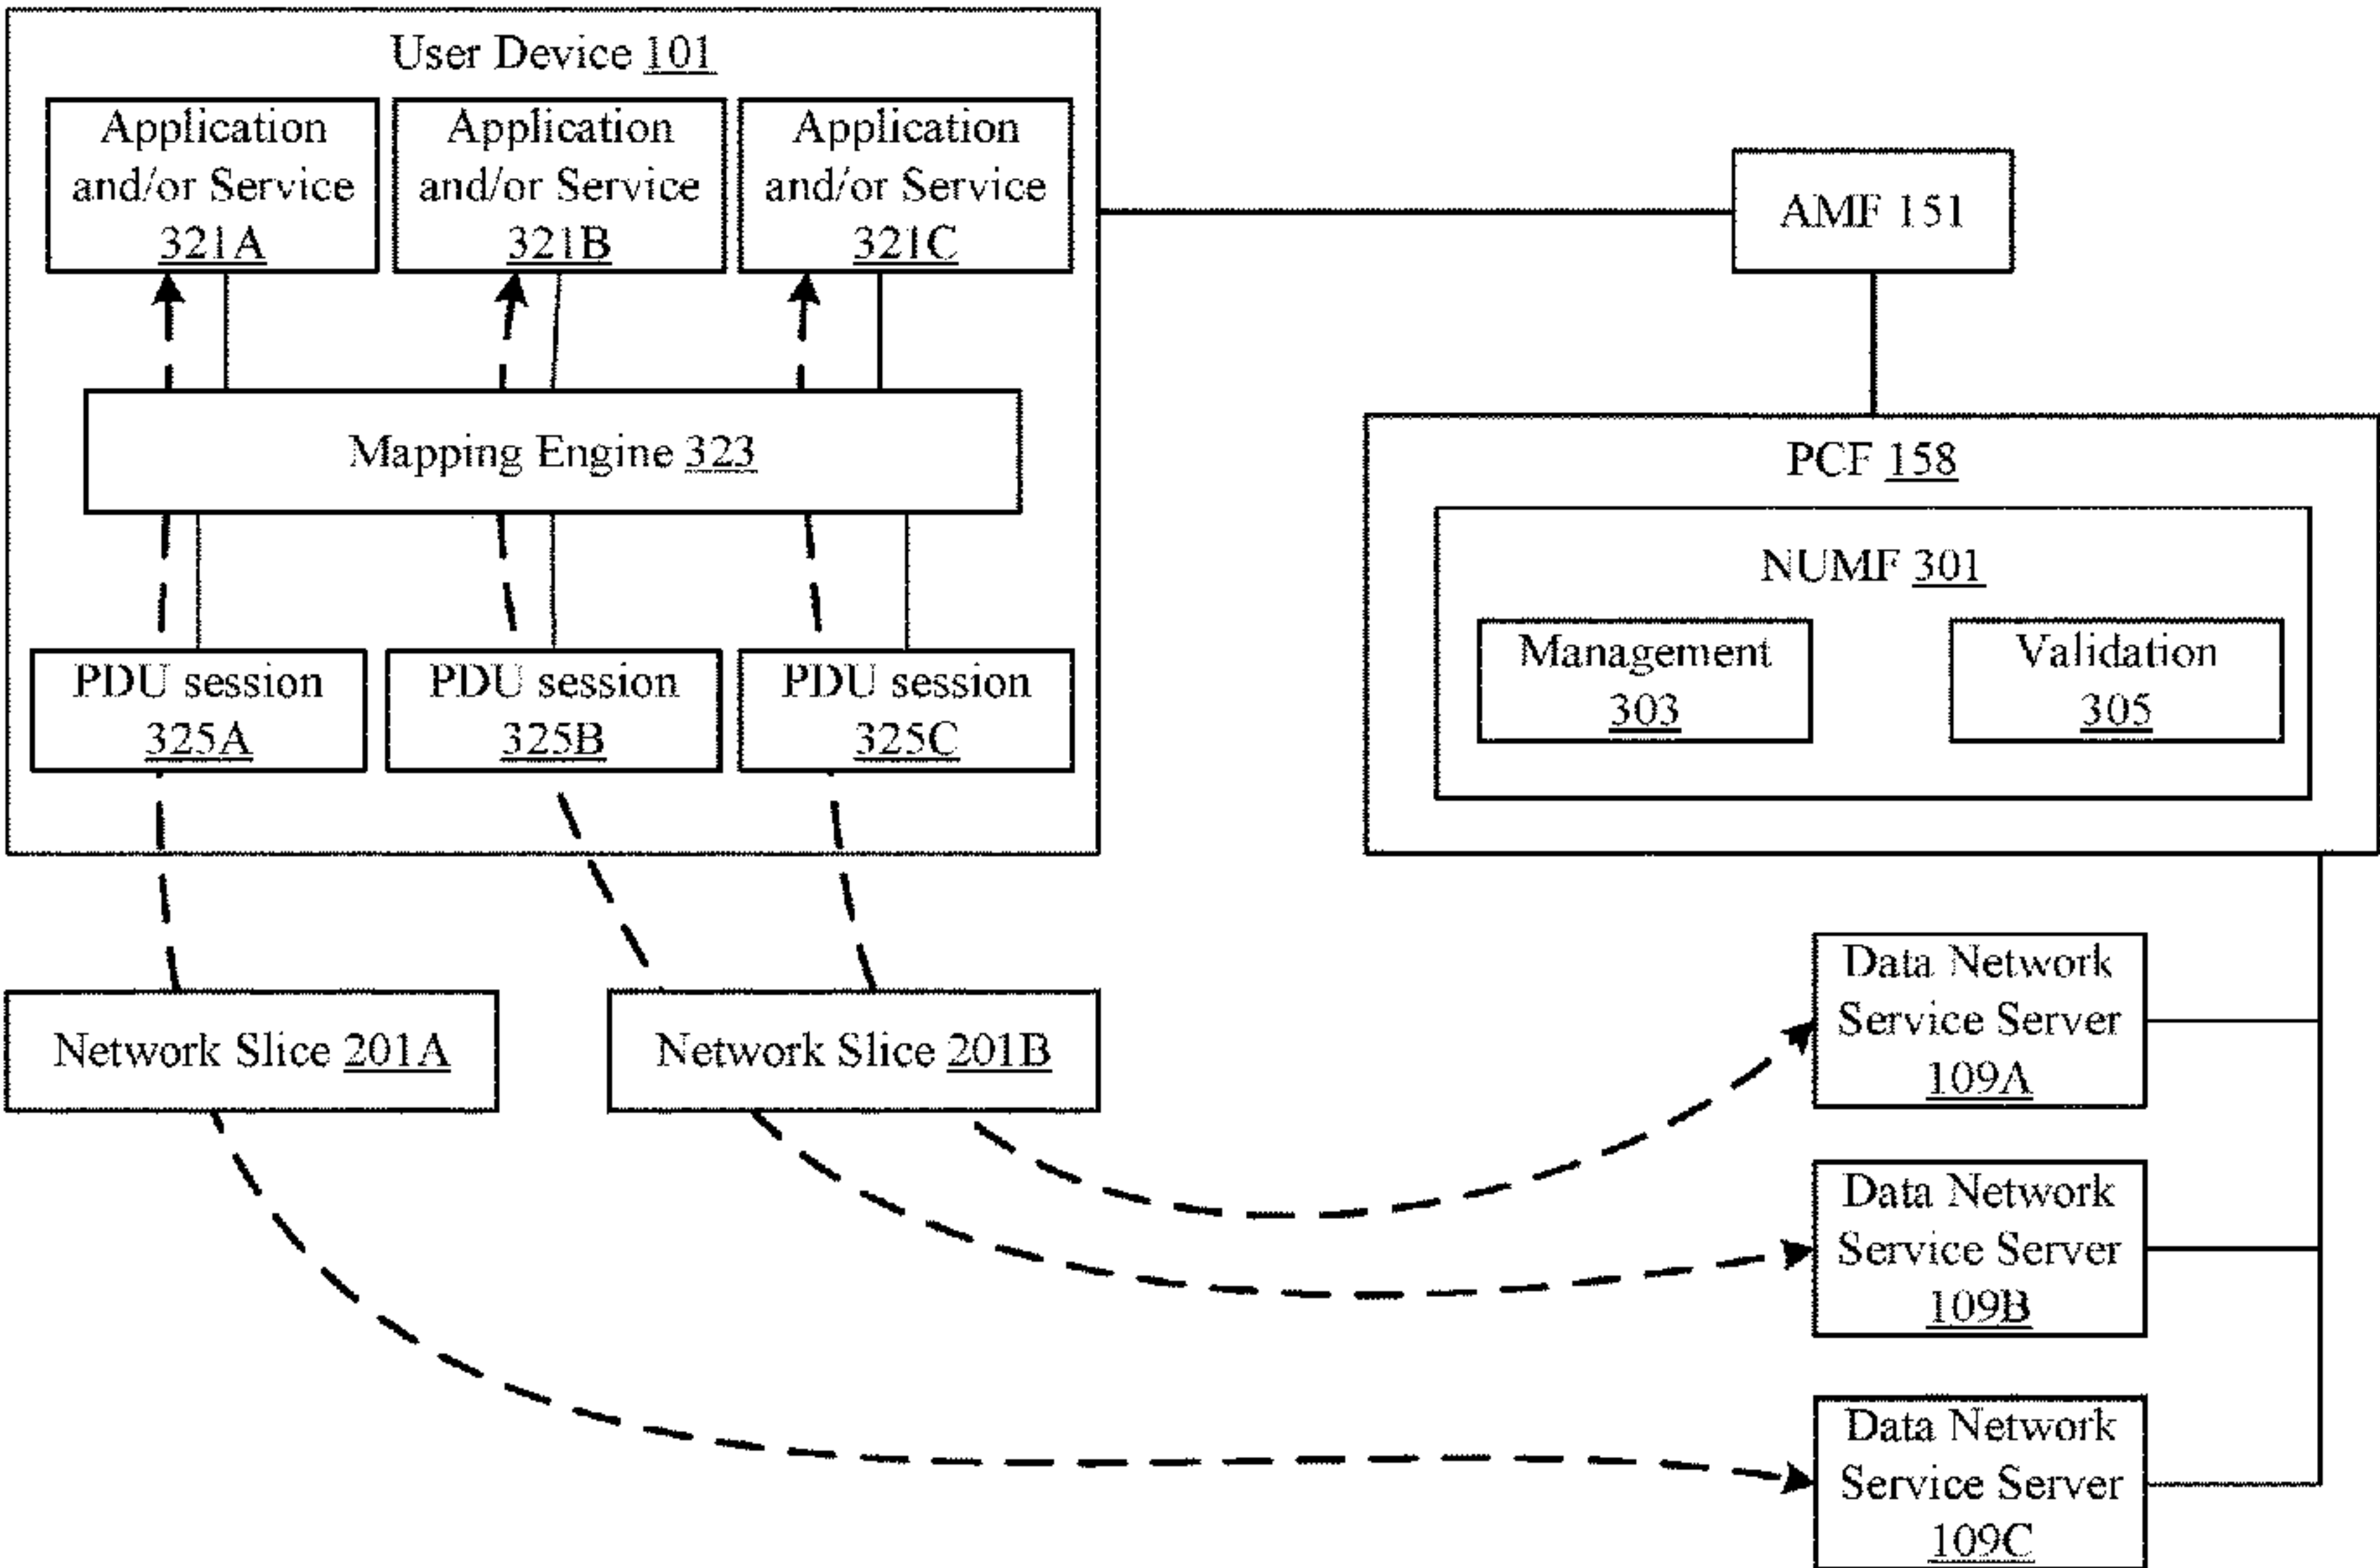 User Device 101
Application
and/or Service
321A
Application
and/or Service
321B
Application
and/or Service
321C
AMF 151
Mapping Engine 323
PCF 158
NUMF 301
Management
303
Validation
305
PDU session
325A
PDU session
325B
PDU session
325C
Network Slice 201A
Network Slice 201B
Data Network
Service Server
109A
Data Network
Service Server
109B
Data Network
Service Server
109C